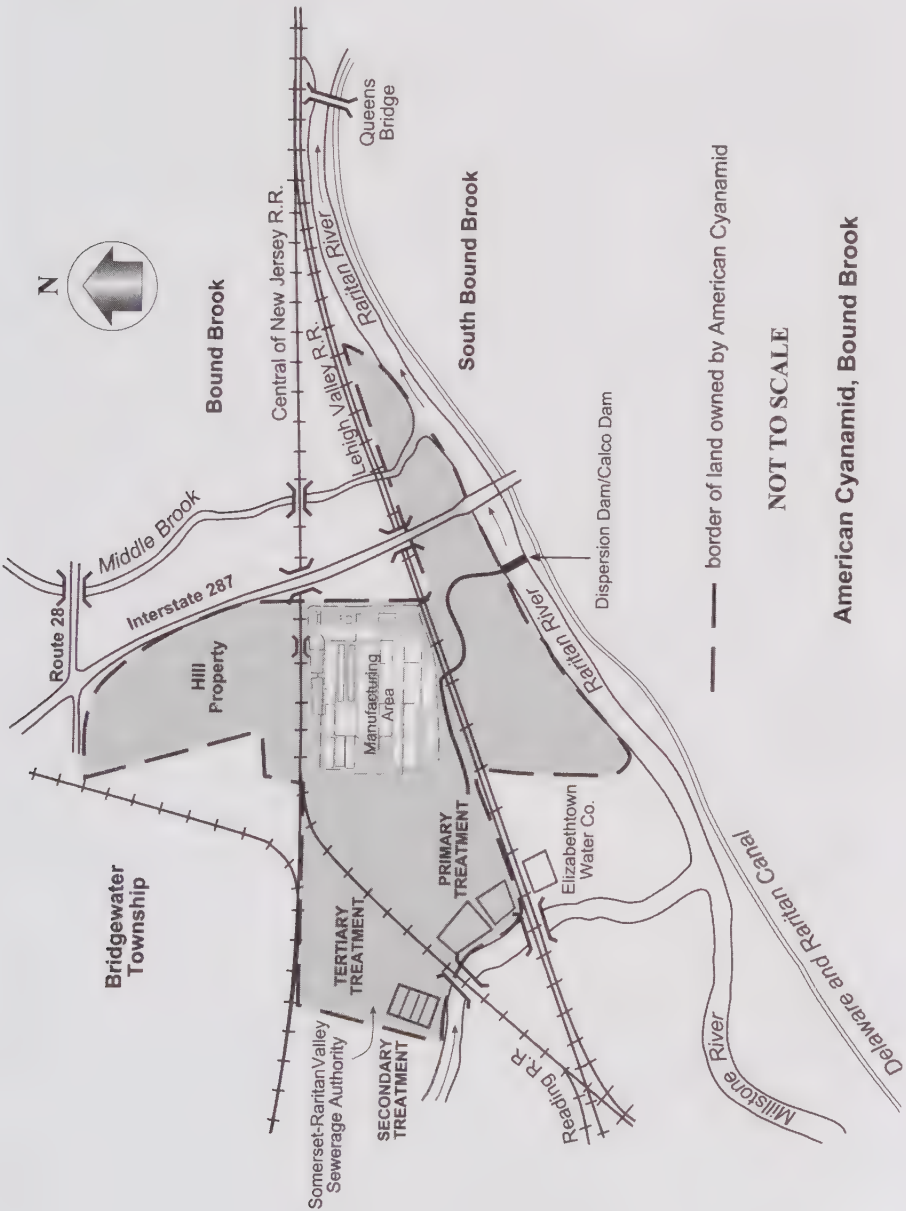 N
Bound Brook
Bridgewater
Township
Route 28
Middle Brook
Interstate 287
Hill
Property
Central of New Jersey R.R.
Lehigh Valley R.R.
Queens
Bridge
Raritan River
South Bound Brook
Manufacturing
Area
TERTIARY
TREATMENT
PRIMARY
TREATMENT
Somerset-Raritan Valley
Sewerage Authority
SECONDARY
TREATMENT
Reading R.R
Elizabethtown
Water Co.
Raritan River
Dispersion Dam/Calco Dam
Millstone River
Delaware and Raritan Canal
border of land owned by American Cyanamid
NOT TO SCALE
American Cyanamid, Bound Brook